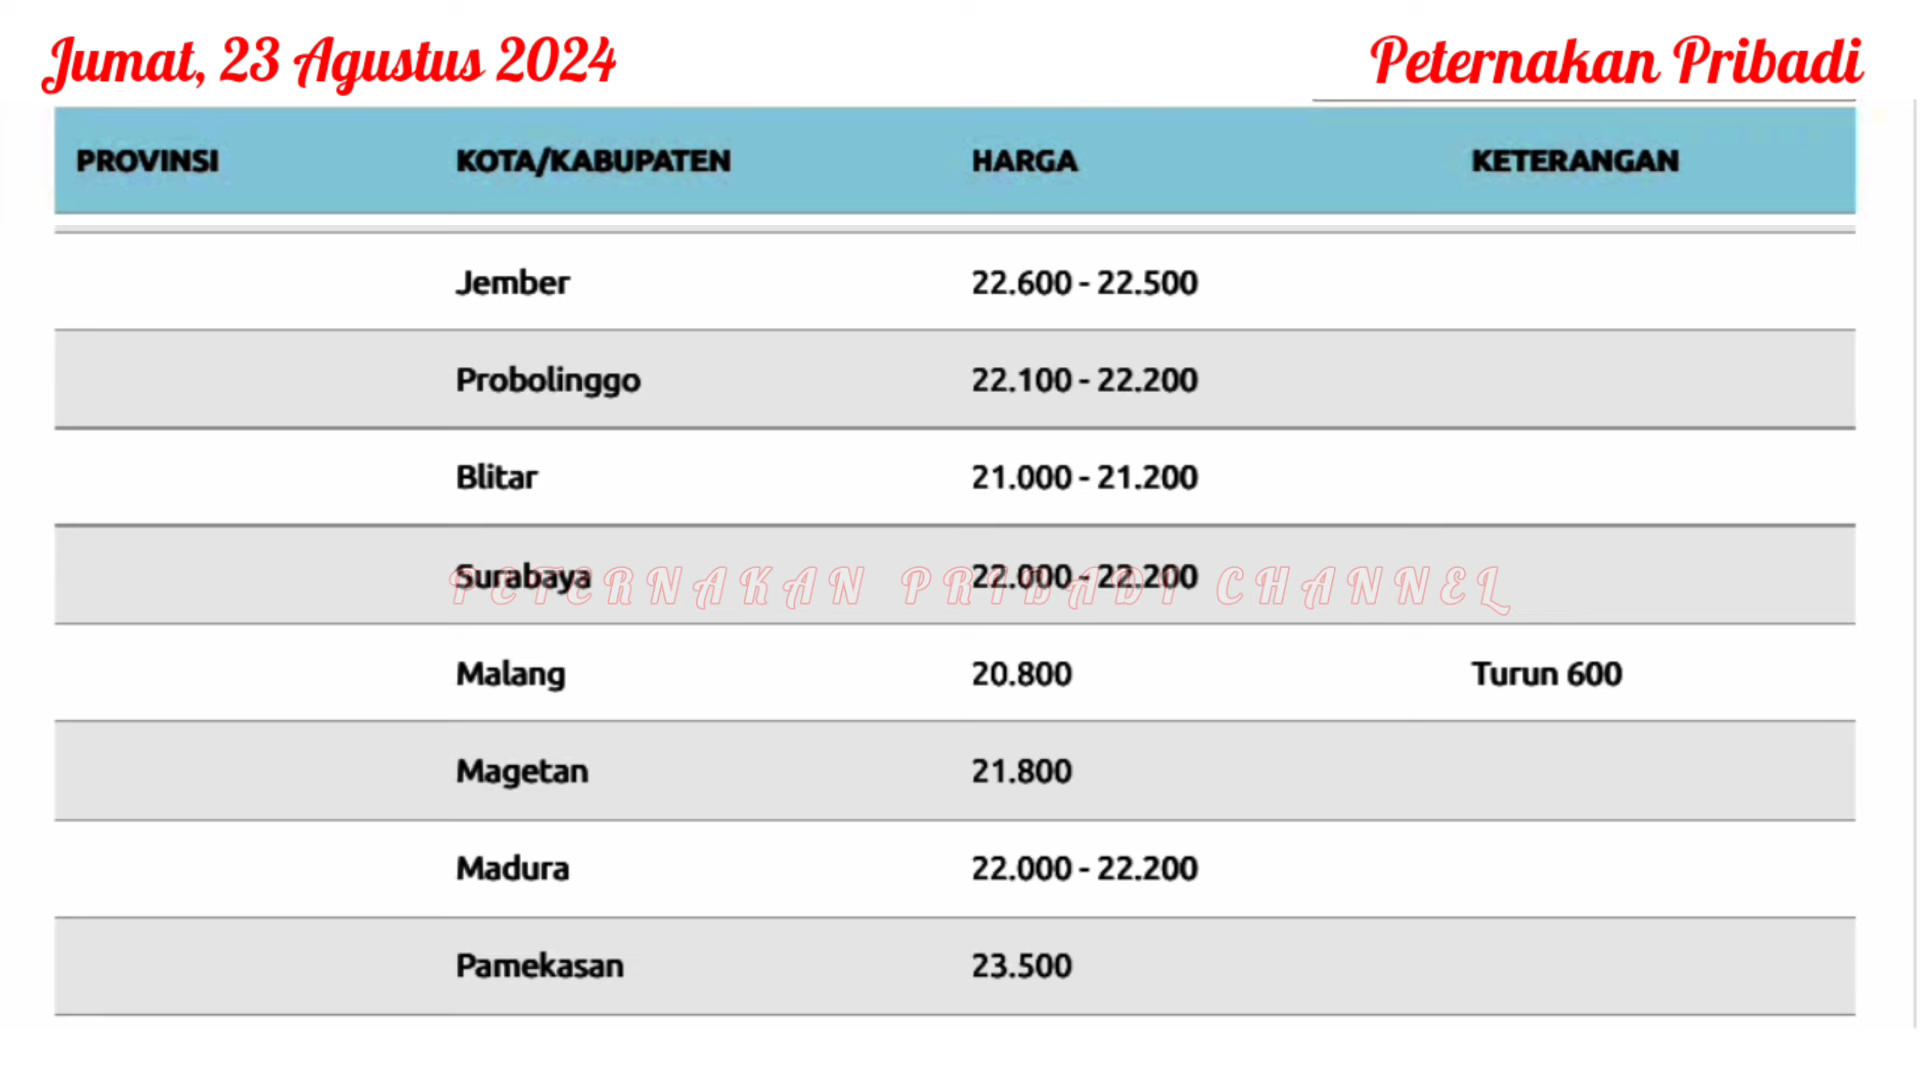 Jumat, 23 Agustus 2024 Peternakan Pribadi
PROVINSI KOTA/KABUPATEN HARGA KETERANGAN
Jember 22.600 - 22.500
Probolinggo 22.100 - 22.200
Blitar 21.000 - 21.200
Surabaya 22.000 - 22.200
PETERNAKAN PRIBADI CHANNEL
Malang 20.800 Turun 600
Magetan 21.800
Madura 22.000 - 22.200
Pamekasan 23.500